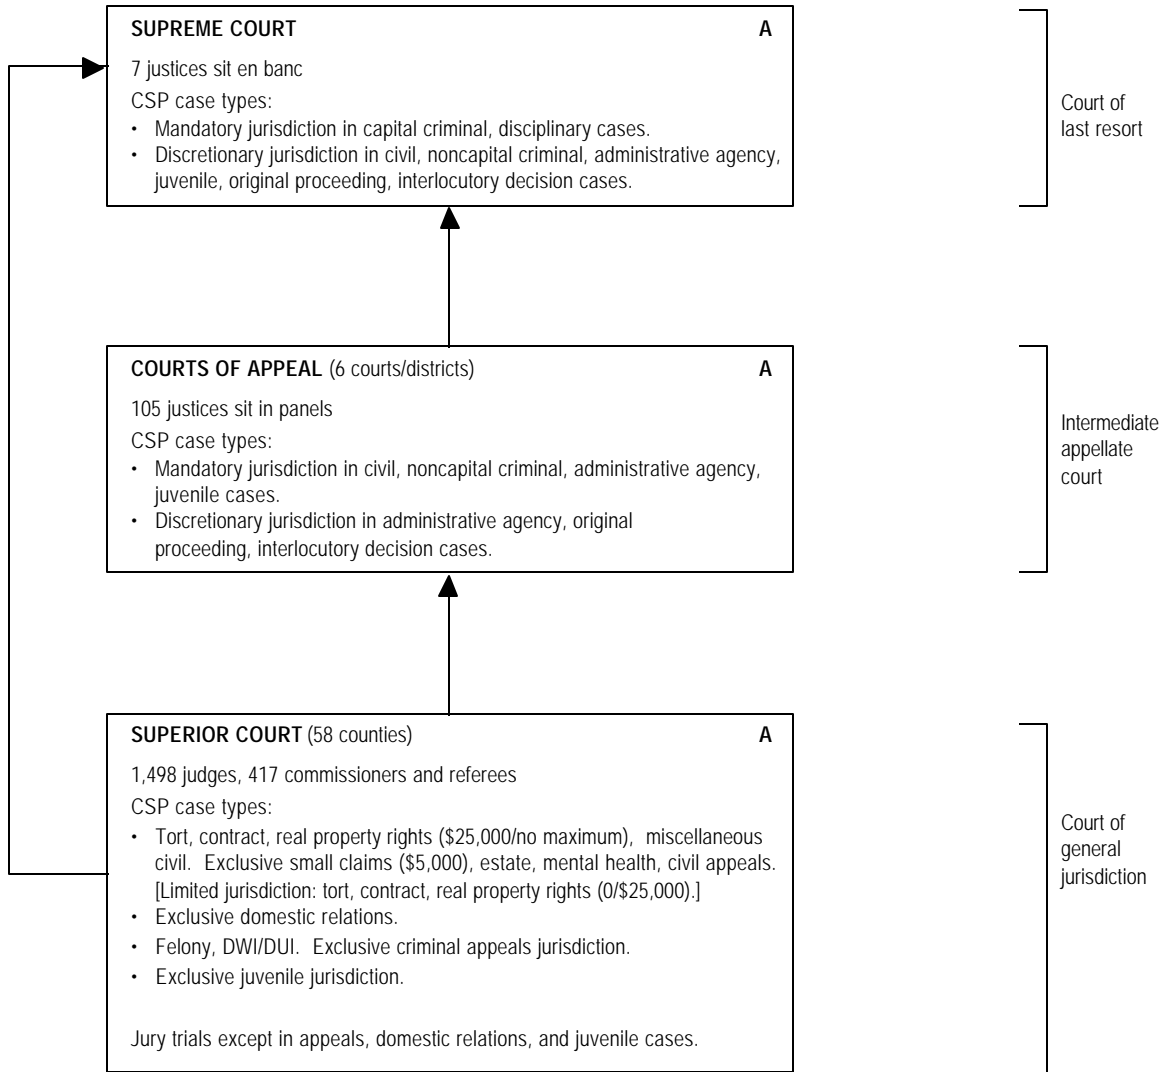 SUPREME COURT A
7 justices sit en banc
CSP case types:
• Mandatory jurisdiction in capital criminal, disciplinary cases.
• Discretionary jurisdiction in civil, noncapital criminal, administrative agency,
juvenile, original proceeding, interlocutory decision cases.
Court of
last resort
COURTS OF APPEAL (6 courts/districts) A
105 justices sit in panels
CSP case types:
• Mandatory jurisdiction in civil, noncapital criminal, administrative agency,
juvenile cases.
• Discretionary jurisdiction in administrative agency, original
proceeding, interlocutory decision cases.
Intermediate
appellate
court
SUPERIOR COURT (58 counties) A
1,498 judges, 417 commissioners and referees
CSP case types:
• Tort, contract, real property rights ($25,000/no maximum), miscellaneous
civil. Exclusive small claims ($5,000), estate, mental health, civil appeals.
[Limited jurisdiction: tort, contract, real property rights (0/$25,000).]
• Exclusive domestic relations.
• Felony, DWI/DUI. Exclusive criminal appeals jurisdiction.
• Exclusive juvenile jurisdiction.
Jury trials except in appeals, domestic relations, and juvenile cases.
Court of
general
jurisdiction